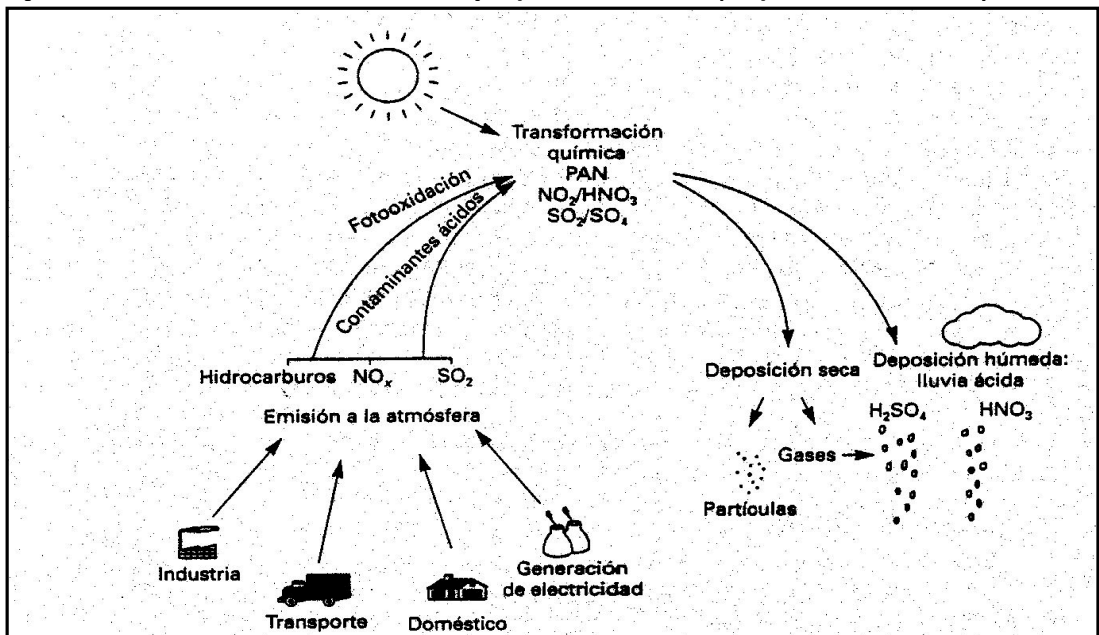 Transformación
química
PAN
NO₂/HNO₃
SO₂/SO₄
Fotooxidación
Contaminantes ácidos
Hidrocarburos NOₓ SO₂
Emisión a la atmósfera
Industria
Transporte
Doméstico
Generación
de electricidad
Deposición seca
Partículas
Gases
Deposición húmeda:
lluvia ácida
H₂SO₄ HNO₃